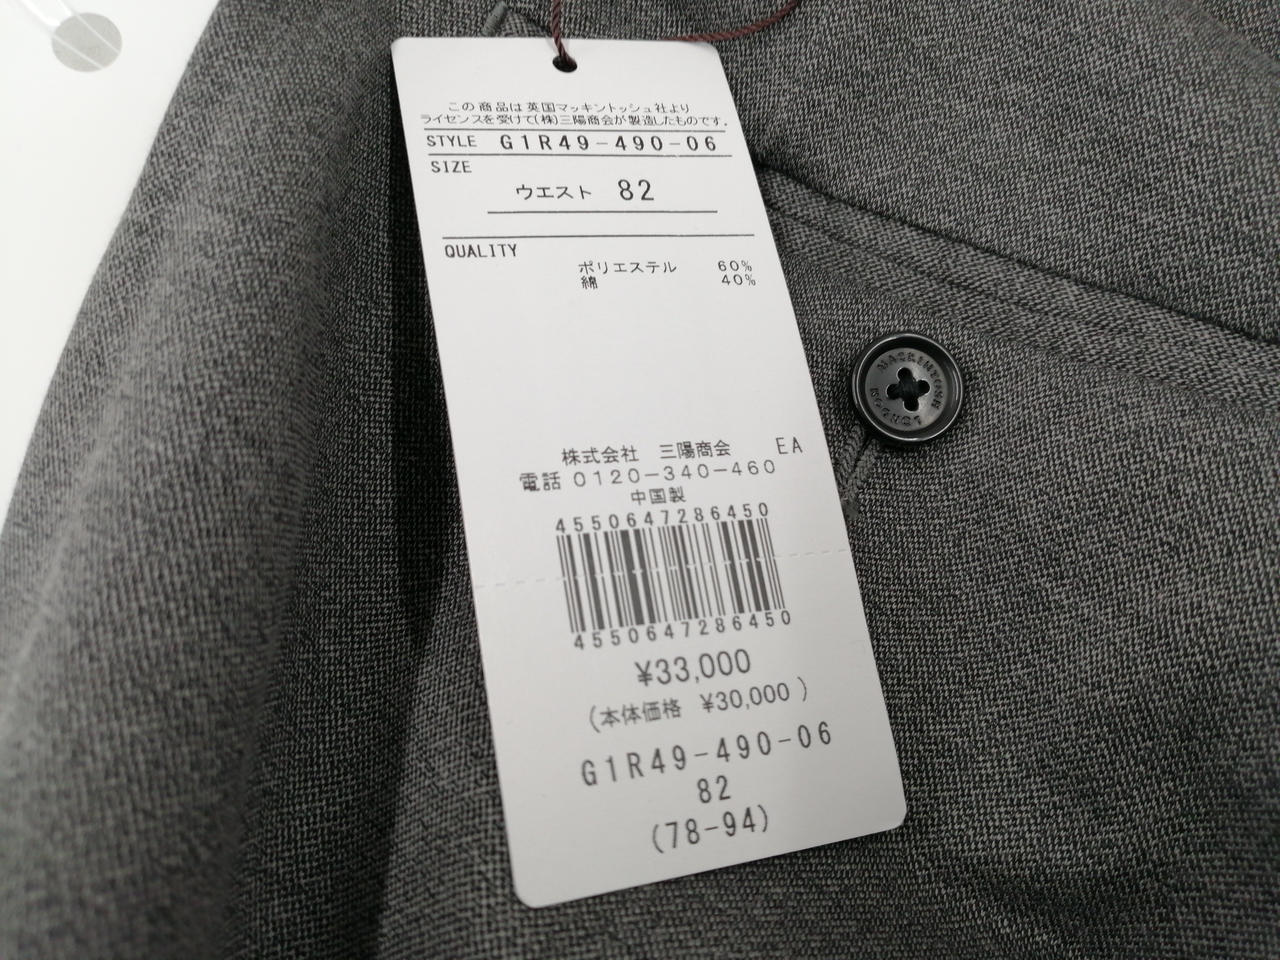 この商品は英国マッキントッシュ社より
ライセンスを受けて(株)三陽商会が製造したものです。
STYLE G1R49-490-06
SIZE
ウエスト 82
QUALITY
ポリエステル 60%
綿 40%
株式会社 三陽商会 EA
電話 0120-340-460
中国製
4550647286450
4550647286450
¥33,000
(本体価格 ¥30,000 )
G1R49-490-06
82
(78-94)
MACKINTOSH
LONDON